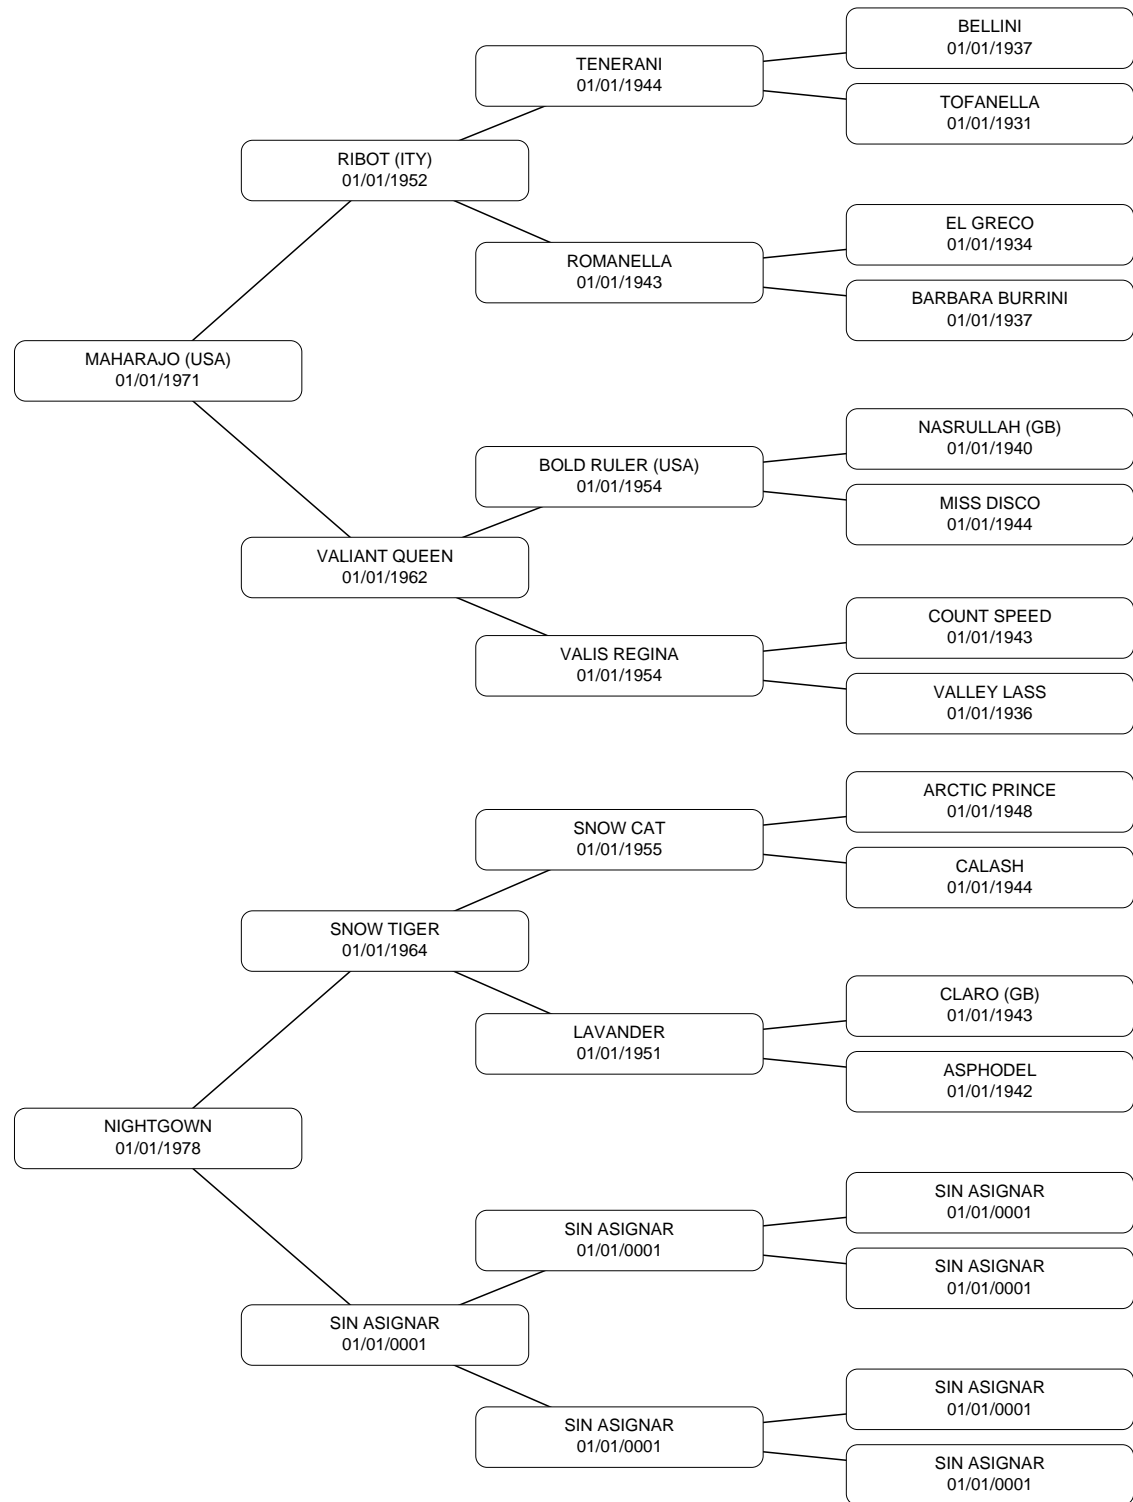 BELLINI
01/01/1937
TENERANI
01/01/1944
TOFANELLA
01/01/1931
RIBOT (ITY)
01/01/1952
EL GRECO
01/01/1934
ROMANELLA
01/01/1943
BARBARA BURRINI
01/01/1937
MAHARAJO (USA)
01/01/1971
NASRULLAH (GB)
01/01/1940
BOLD RULER (USA)
01/01/1954
MISS DISCO
01/01/1944
VALIANT QUEEN
01/01/1962
COUNT SPEED
01/01/1943
VALIS REGINA
01/01/1954
VALLEY LASS
01/01/1936
ARCTIC PRINCE
01/01/1948
SNOW CAT
01/01/1955
CALASH
01/01/1944
SNOW TIGER
01/01/1964
CLARO (GB)
01/01/1943
LAVANDER
01/01/1951
ASPHODEL
01/01/1942
NIGHTGOWN
01/01/1978
SIN ASIGNAR
01/01/0001
SIN ASIGNAR
01/01/0001
SIN ASIGNAR
01/01/0001
SIN ASIGNAR
01/01/0001
SIN ASIGNAR
01/01/0001
SIN ASIGNAR
01/01/0001
SIN ASIGNAR
01/01/0001